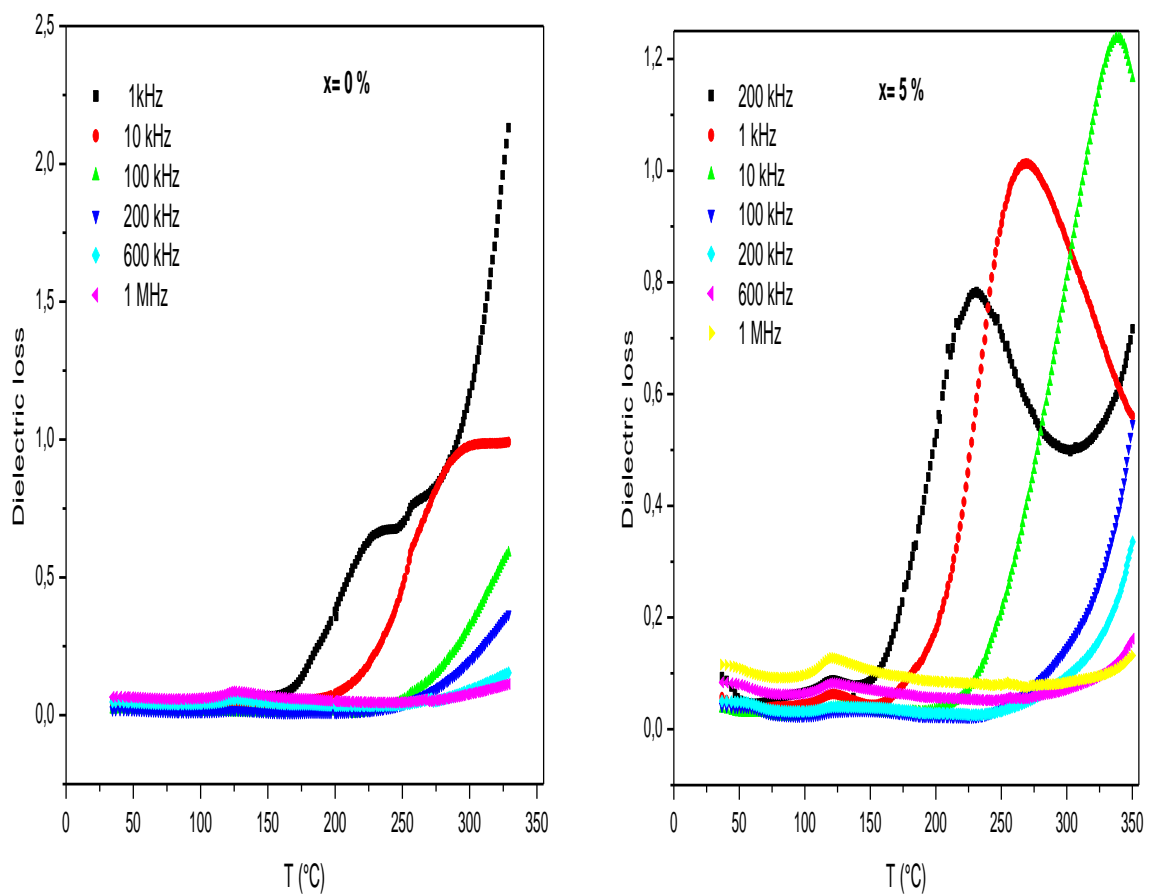 2,5
2,0
1,5
1,0
0,5
0,0
Dielectric loss
x= 0 %
1kHz
10 kHz
100 kHz
200 kHz
600 kHz
1 MHz
0 50 100 150 200 250 300 350
T (°C)
1,2
1,0
0,8
0,6
0,4
0,2
0,0
Dielectric loss
x= 5 %
200 kHz
1 kHz
10 kHz
100 kHz
200 kHz
600 kHz
1 MHz
50 100 150 200 250 300 350
T (°C)